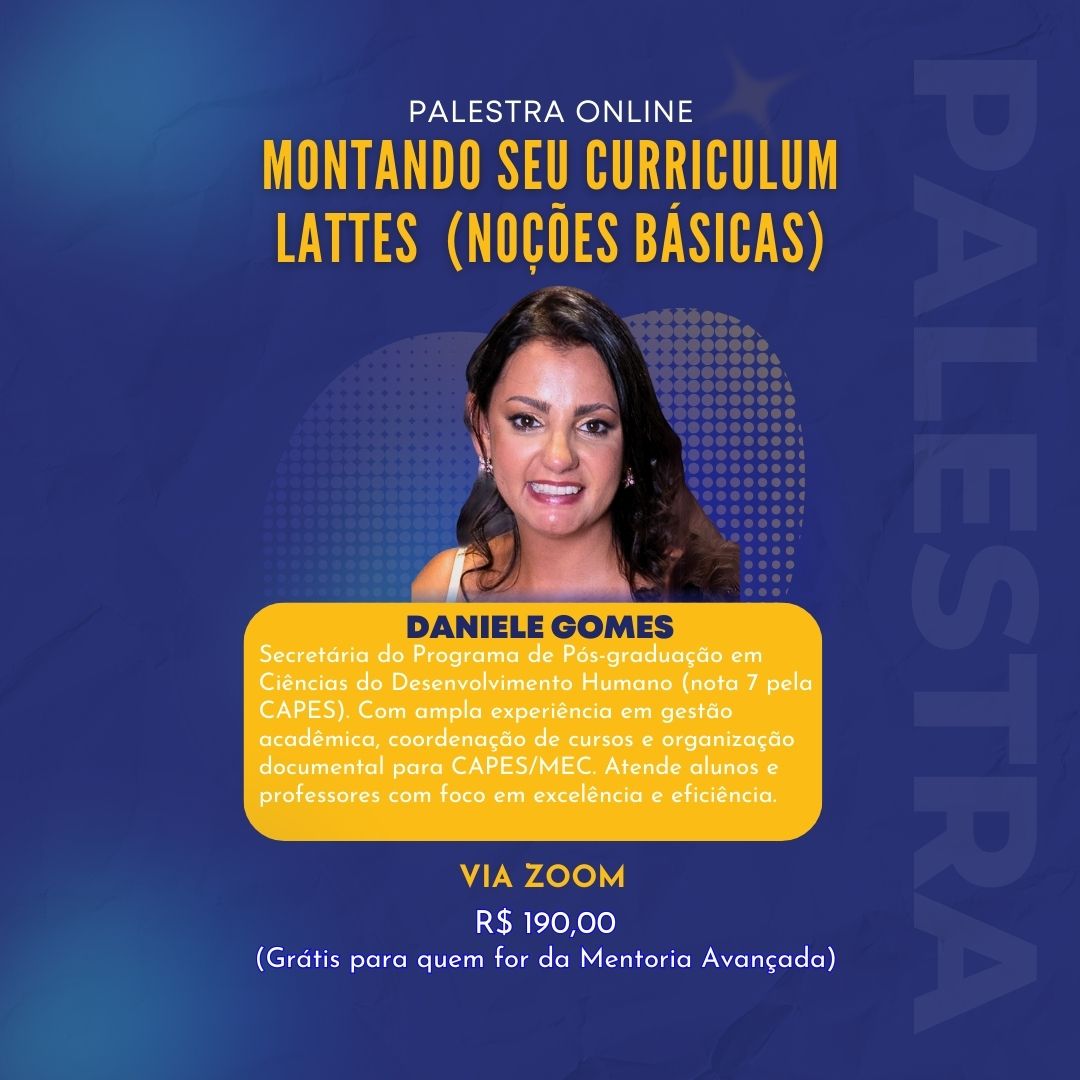 PALESTRA ONLINE
MONTANDO SEU CURRICULUM
LATTES (NOÇÕES BÁSICAS)
DANIELE GOMES
Secretária do Programa de Pós-graduação em
Ciências do Desenvolvimento Humano (nota 7 pela
CAPES). Com ampla experiência em gestão
acadêmica, coordenação de cursos e organização
documental para CAPES/MEC. Atende alunos e
professores com foco em excelência e eficiência.
VIA ZOOM
R$ 190,00
(Grátis para quem for da Mentoria Avançada)
PALESTRA